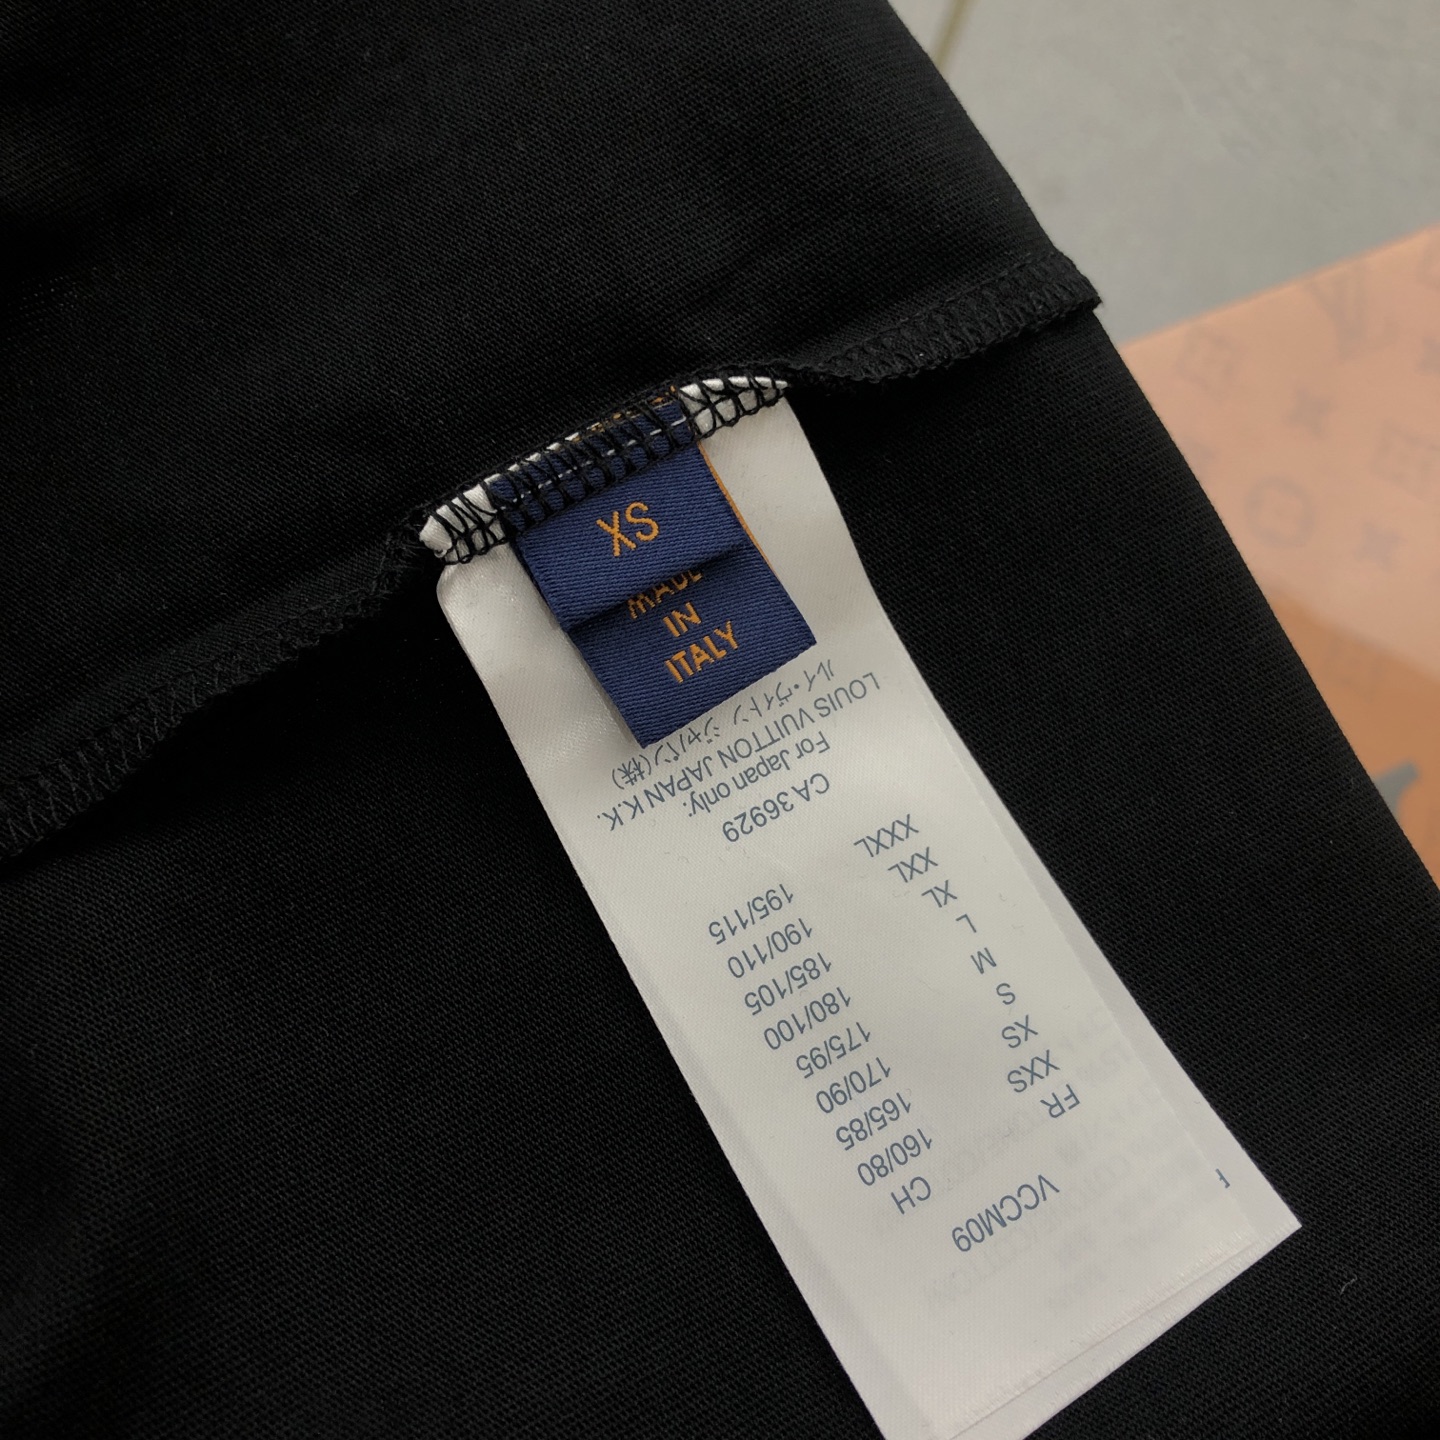 XS
MADE
IN
ITALY
VCCM09
FR CH
XXS 160/80
XS 165/85
S 170/90
M 175/95
L 180/100
XL 185/105
XXL 190/110
XXXL 195/115
CA 36929
For Japan only:
LOUIS VUITTON JAPAN K.K.
ルイ・ヴィトン ジャパン(株)